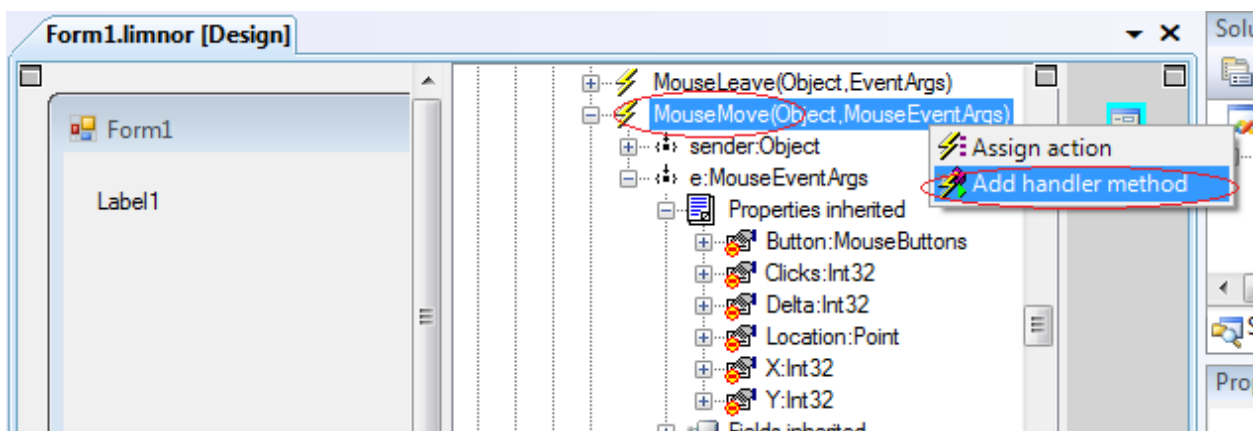 Form1.limnor [Design]
Form1
Label1
MouseLeave(Object,EventArgs)
MouseMove(Object,MouseEventArgs)
sender:Object
e:MouseEventArgs
Properties inherited
Button:MouseButtons
Clicks:Int32
Delta:Int32
Location:Point
X:Int32
Y:Int32
Fields inherited
Assign action
Add handler method
Solu
S
Prop